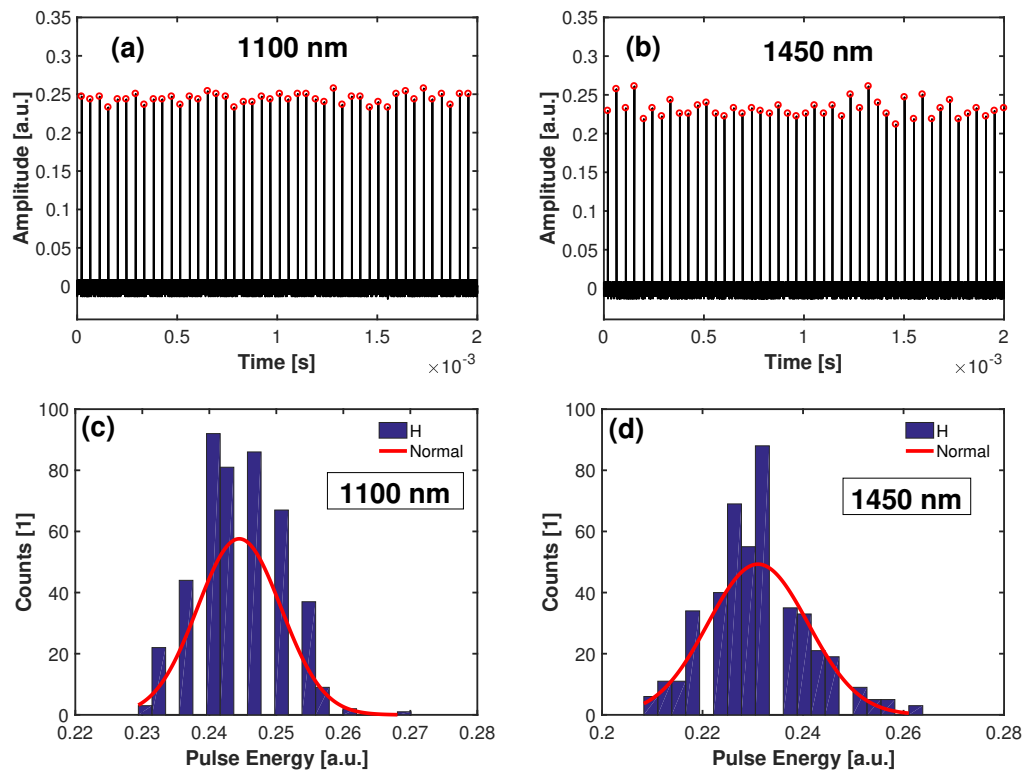 (a) 1100 nm
0.35
0.3
0.25
0.2
0.15
0.1
0.05
0
Amplitude [a.u.]
0 0.5 1 1.5 2
Time [s] ×10⁻³
(b) 1450 nm
0.35
0.3
0.25
0.2
0.15
0.1
0.05
0
Amplitude [a.u.]
0 0.5 1 1.5 2
Time [s] ×10⁻³
(c)
H
Normal
1100 nm
100
80
60
40
20
0
Counts [1]
0.22 0.23 0.24 0.25 0.26 0.27 0.28
Pulse Energy [a.u.]
(d)
H
Normal
1450 nm
100
80
60
40
20
0
Counts [1]
0.2 0.22 0.24 0.26 0.28
Pulse Energy [a.u.]